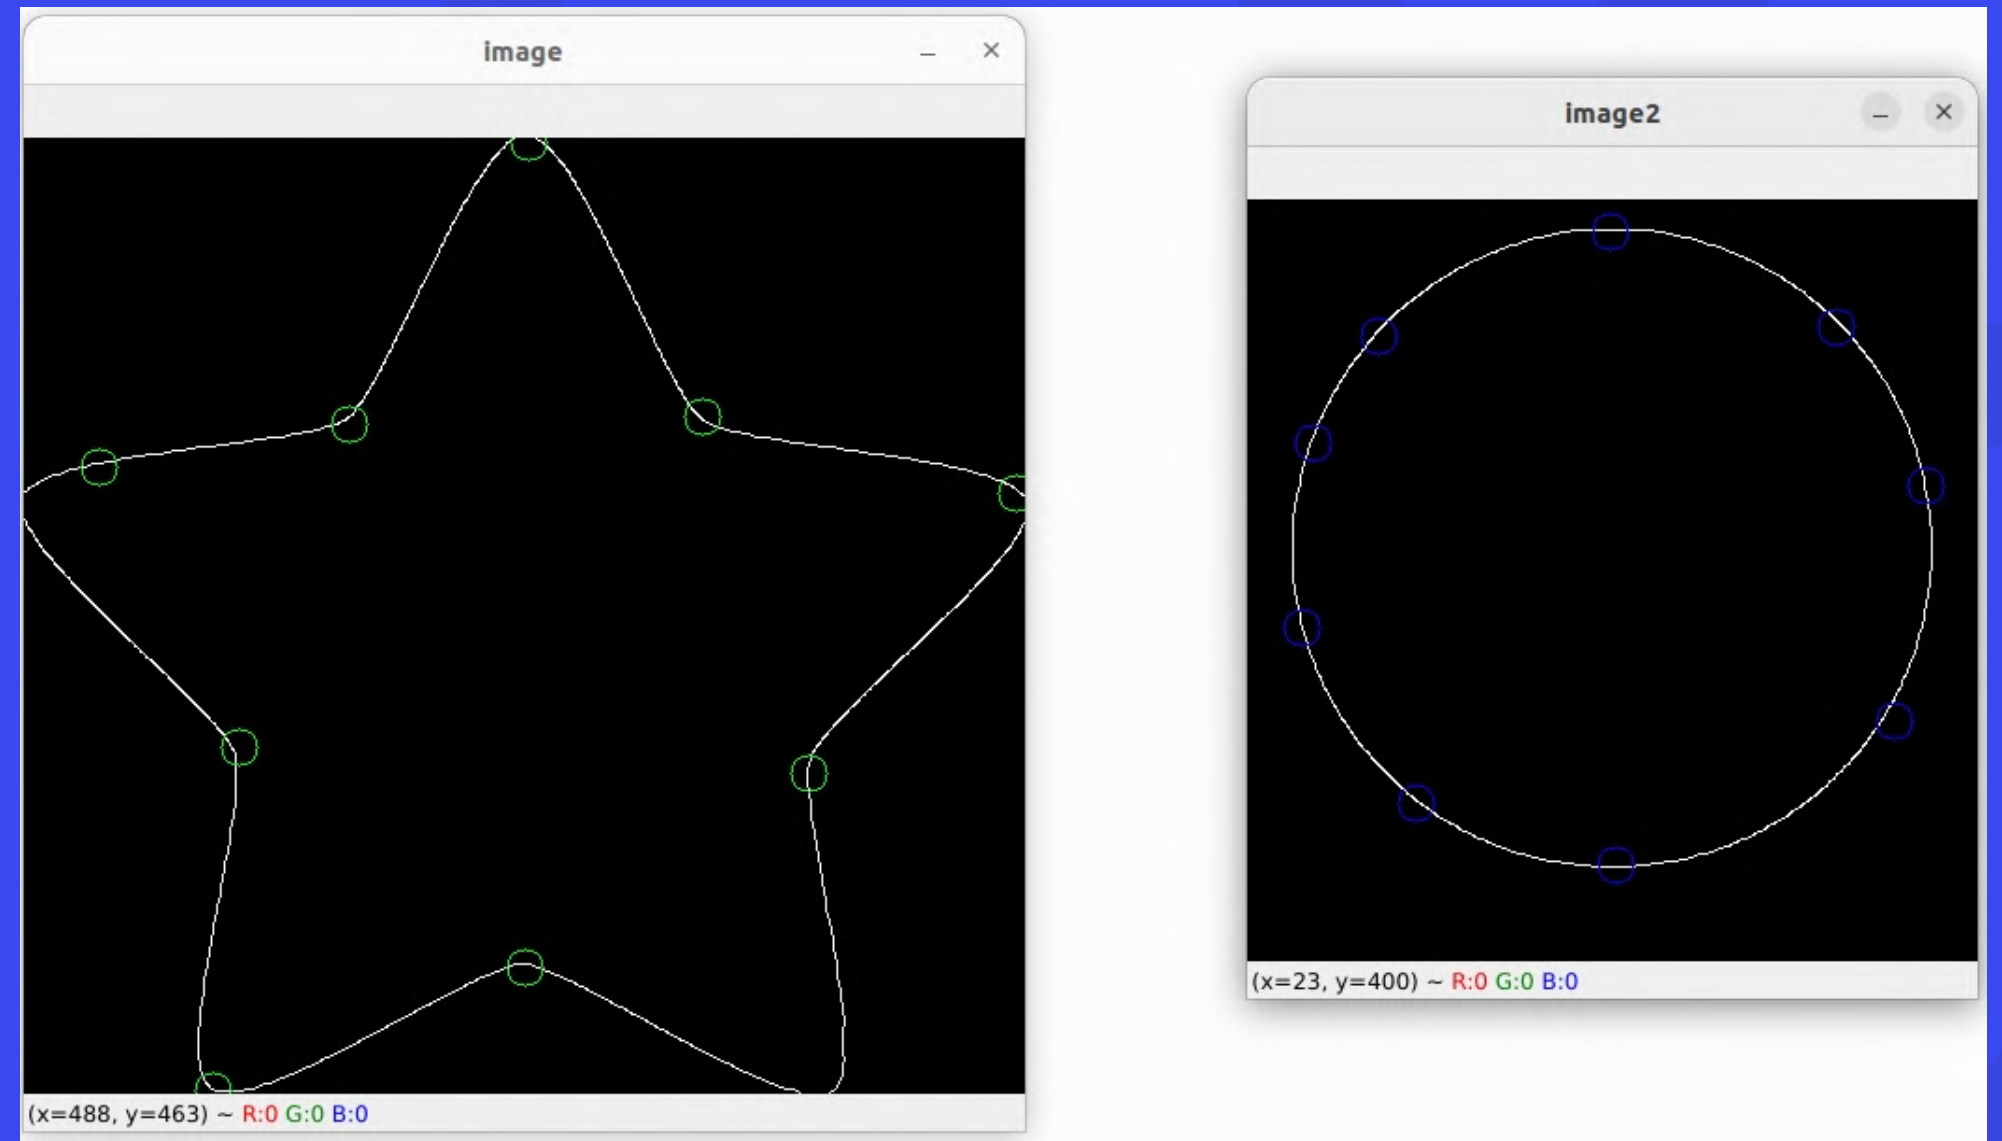 image
image2
(x=23, y=400) ~ R:0 G:0 B:0
(x=488, y=463) ~ R:0 G:0 B:0